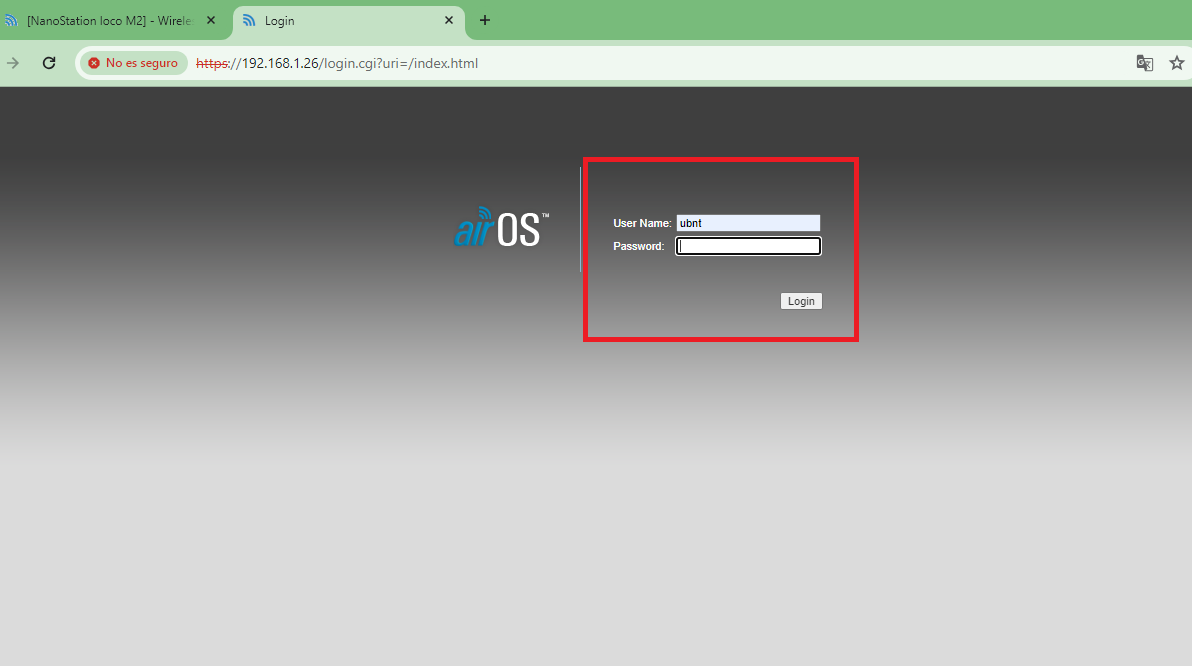 [NanoStation loco M2] - Wirele
Login
No es seguro
https://192.168.1.26/login.cgi?uri=/index.html
airOS™
User Name: ubnt
Password:
Login